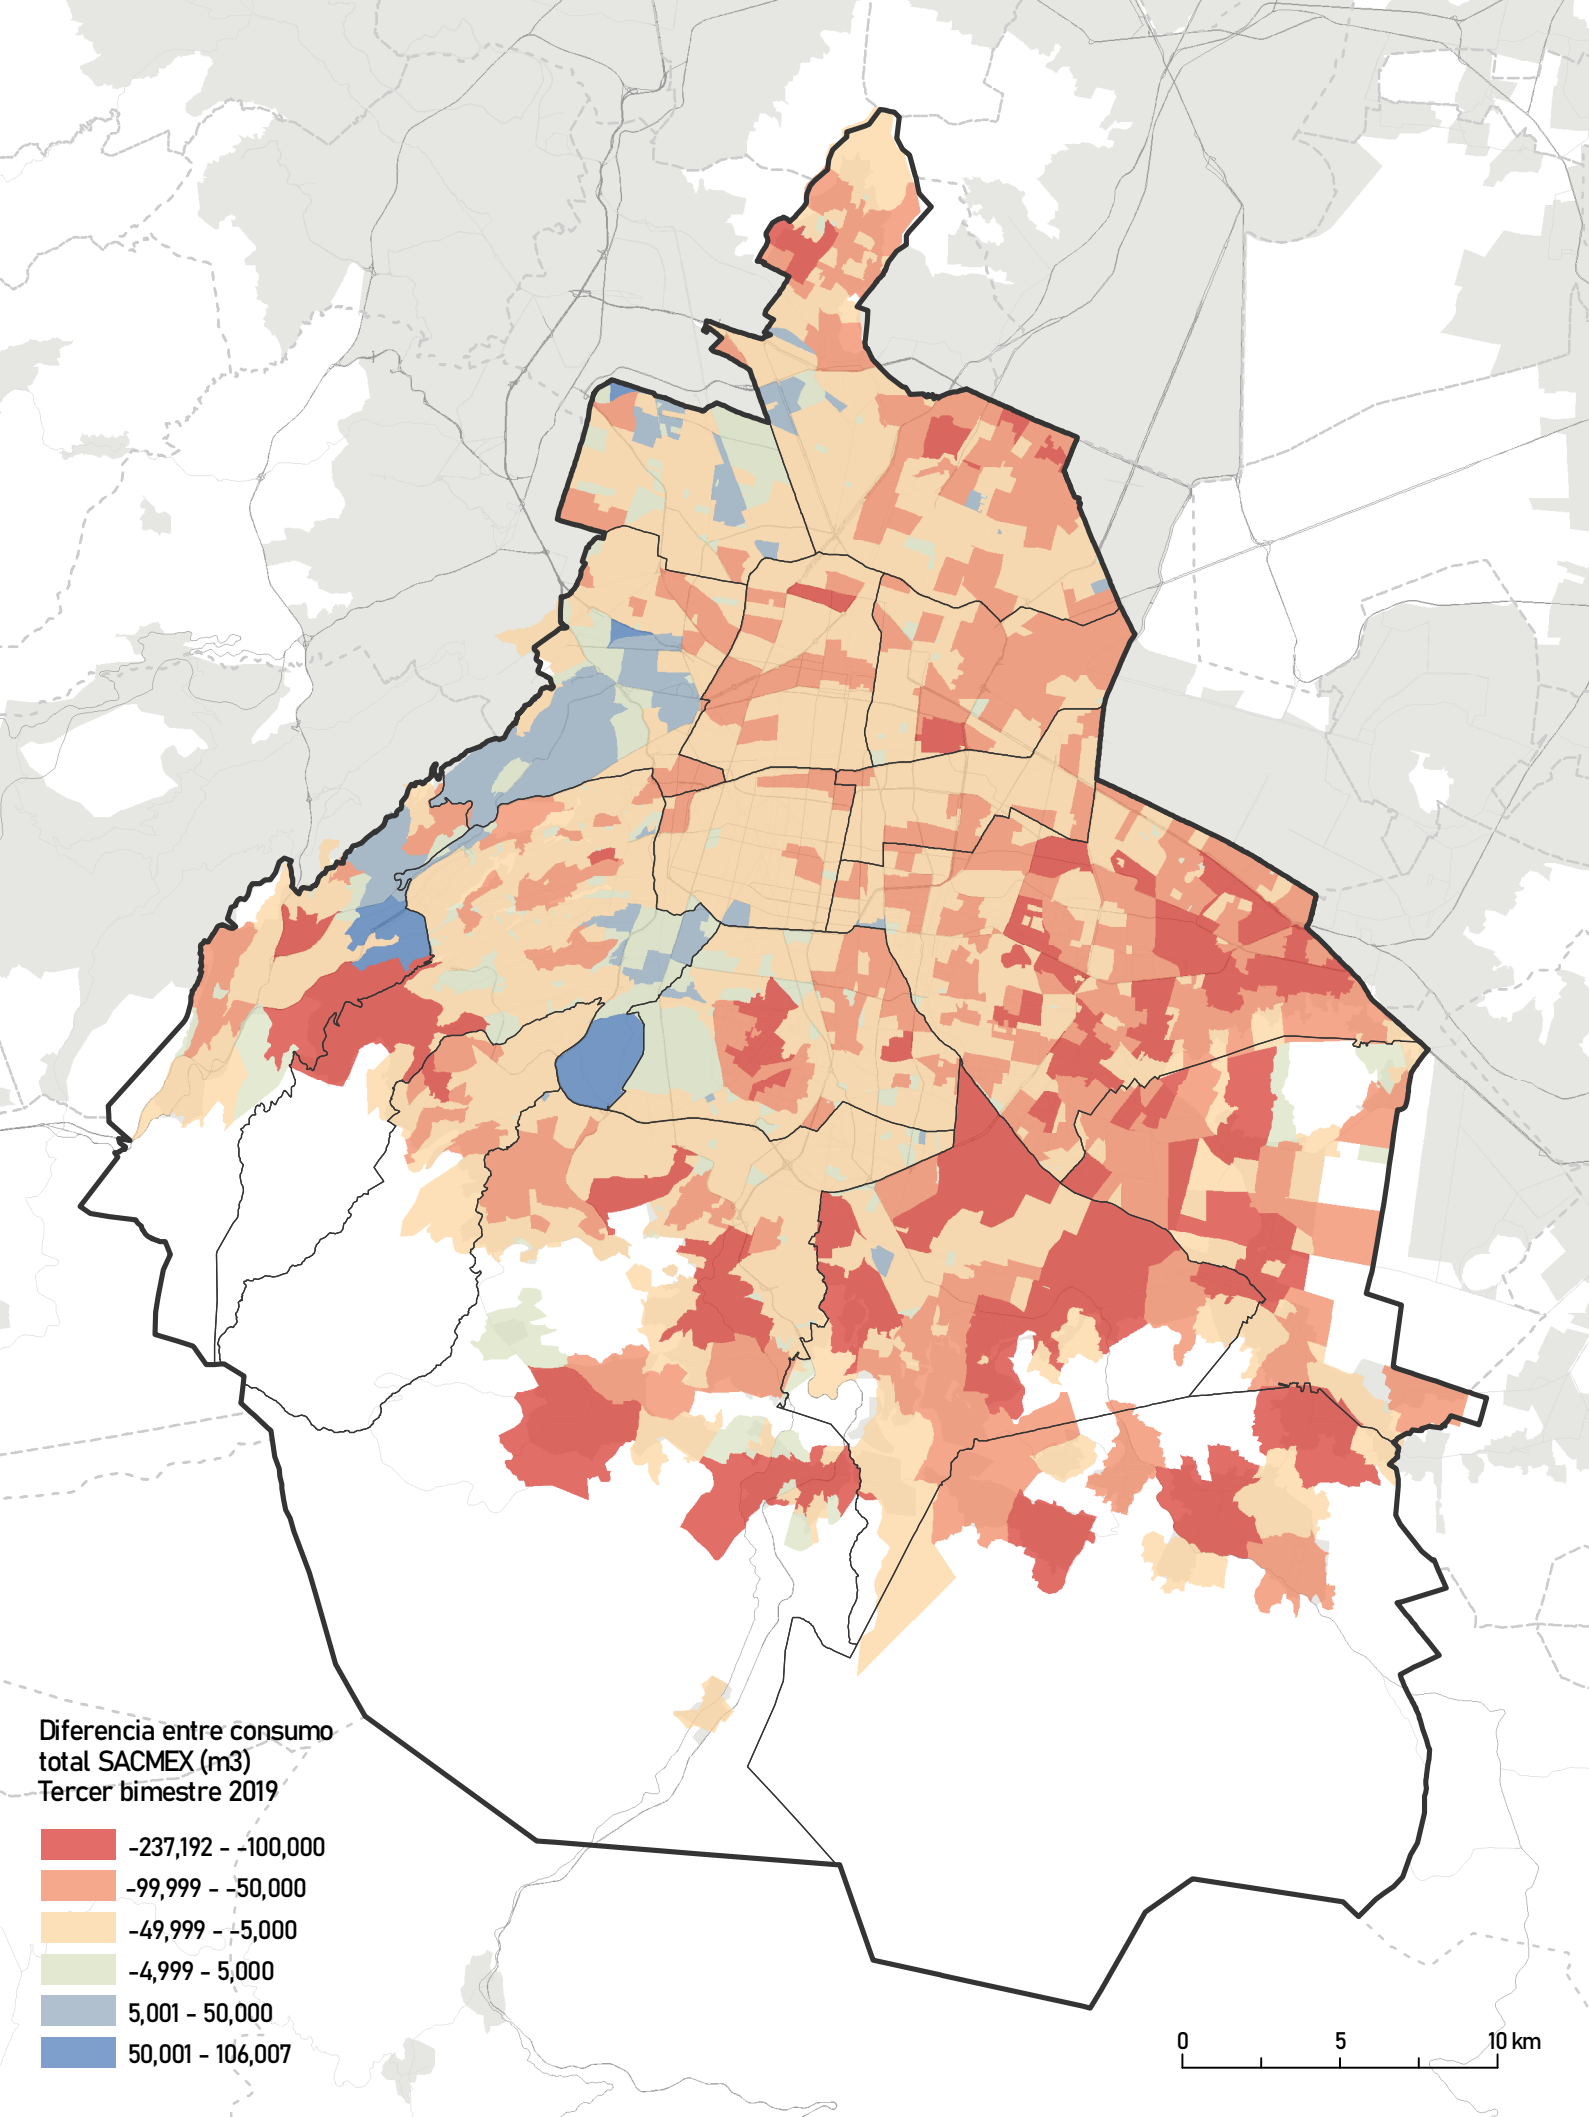 Diferencia entre consumo
total SACMEX (m3)
Tercer bimestre 2019
-237,192 - -100,000
-99,999 - -50,000
-49,999 - -5,000
-4,999 - 5,000
5,001 - 50,000
50,001 - 106,007
0 5 10 km